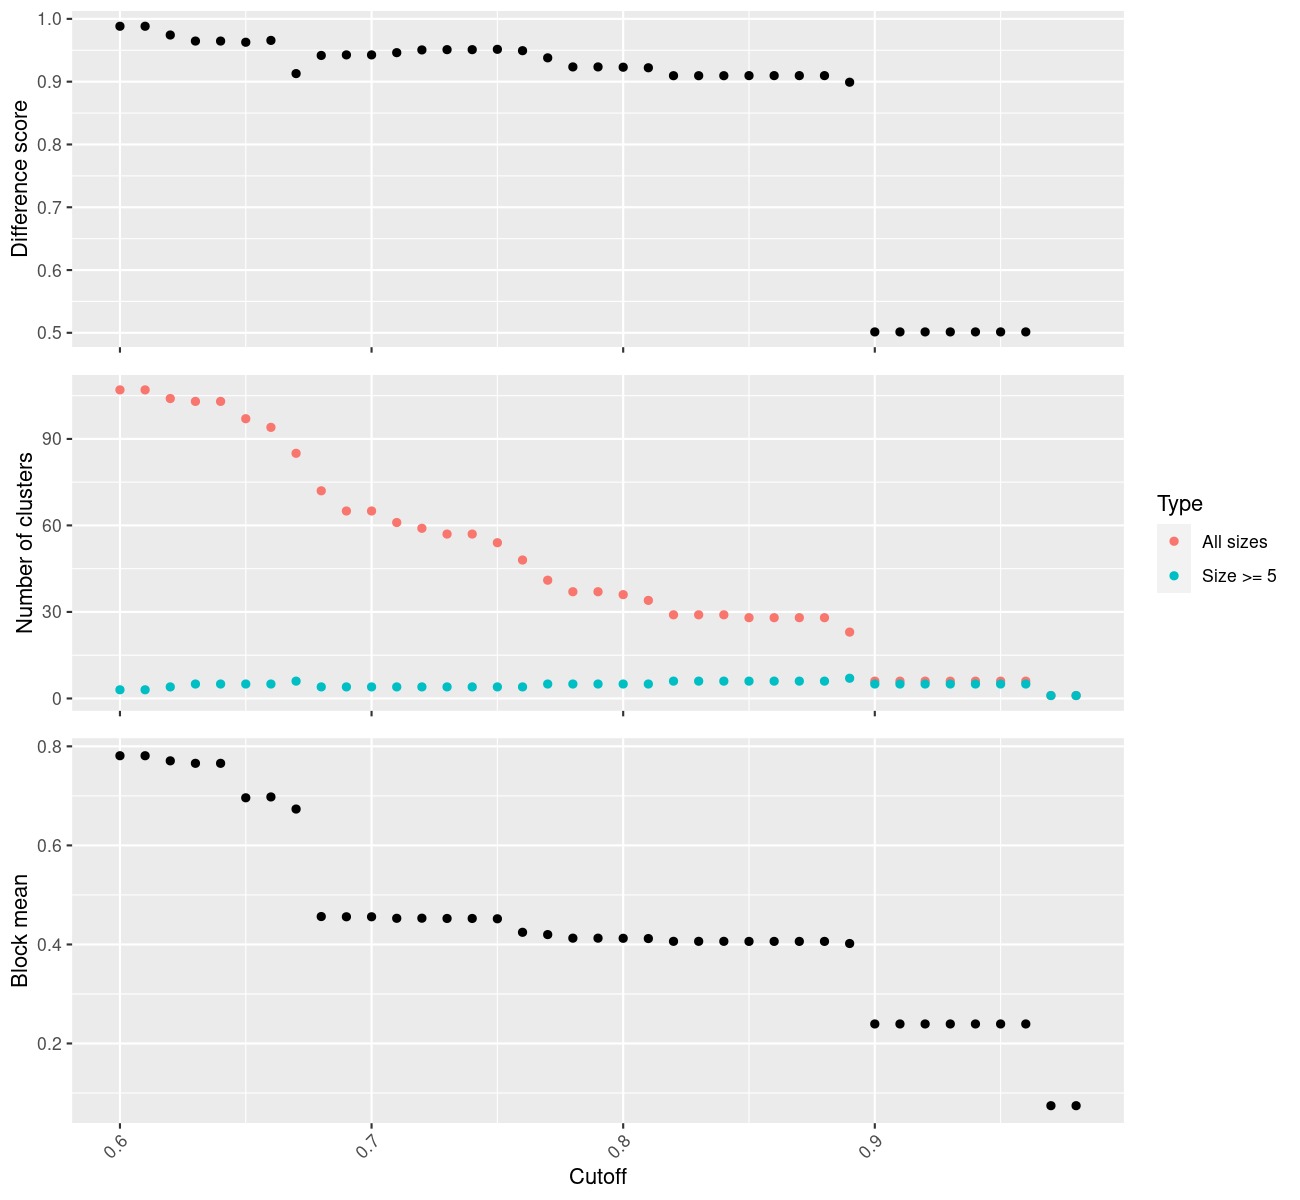 1.0
0.9
0.8
0.7
0.6
0.5
Difference score
90
60
30
0
Number of clusters
Type
All sizes
Size >= 5
0.8
0.6
0.4
0.2
Block mean
0.6
0.7
0.8
0.9
Cutoff